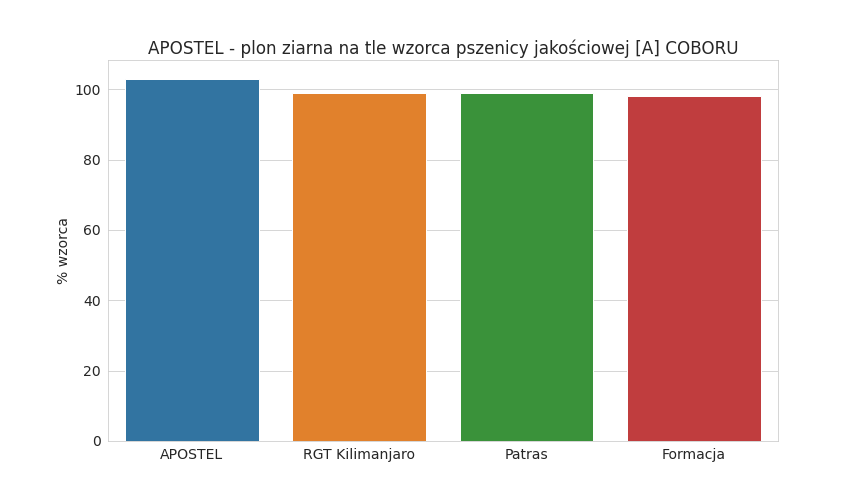 APOSTEL - plon ziarna na tle wzorca pszenicy jakościowej [A] COBORU
% wzorca
100
80
60
40
20
0
APOSTEL
RGT Kilimanjaro
Patras
Formacja